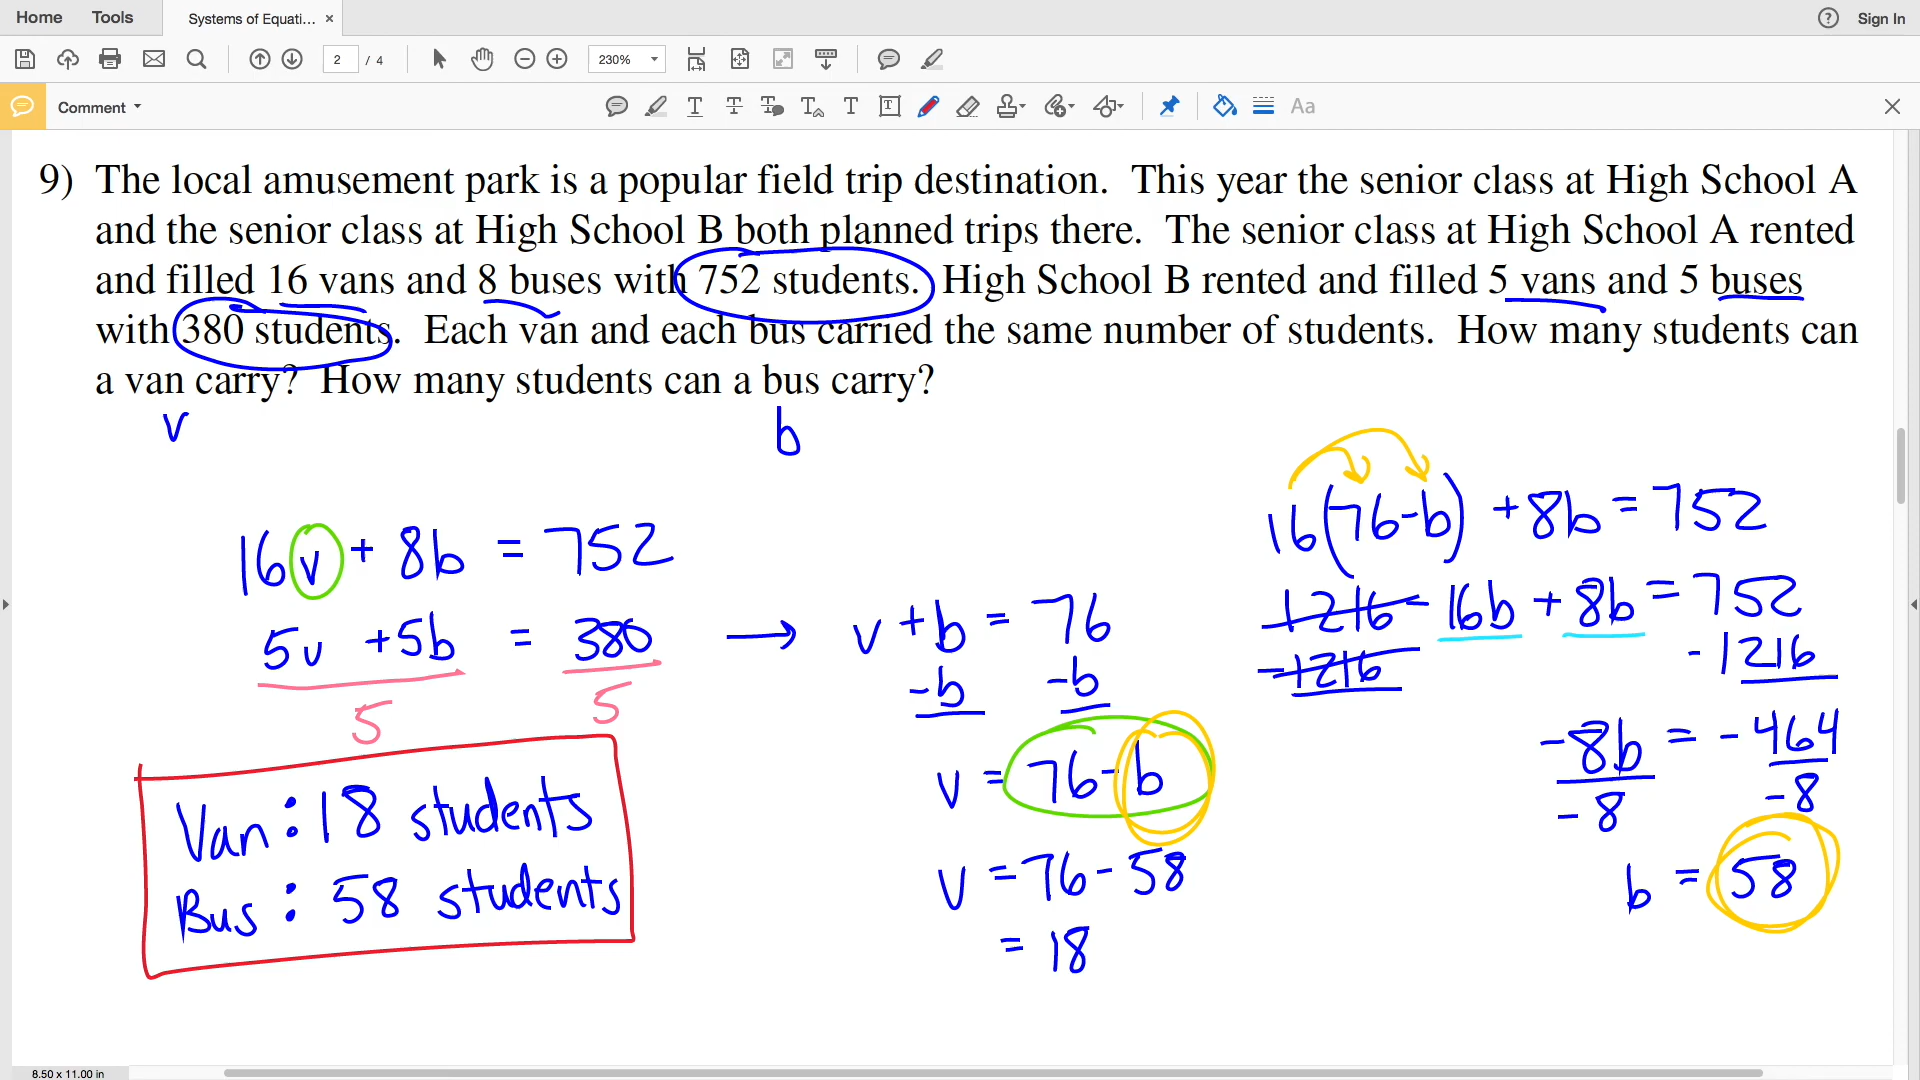 Home Tools Systems of Equati... × Sign In
2 / 4 230%
Comment Aa
9) The local amusement park is a popular field trip destination. This year the senior class at High School A
and the senior class at High School B both planned trips there. The senior class at High School A rented
and filled 16 vans and 8 buses with 752 students. High School B rented and filled 5 vans and 5 buses
with 380 students. Each van and each bus carried the same number of students. How many students can
a van carry? How many students can a bus carry?
v b
16v + 8b = 752
5v + 5b = 380
5 5
Van: 18 students
Bus: 58 students
→ v + b = 76
-b -b
v = 76-b
v = 76 - 58
= 18
16(76-b) + 8b = 752
1216 - 16b + 8b = 752
-1216 -1216
-8b = -464
-8 -8
b = 58
8.50 x 11.00 in